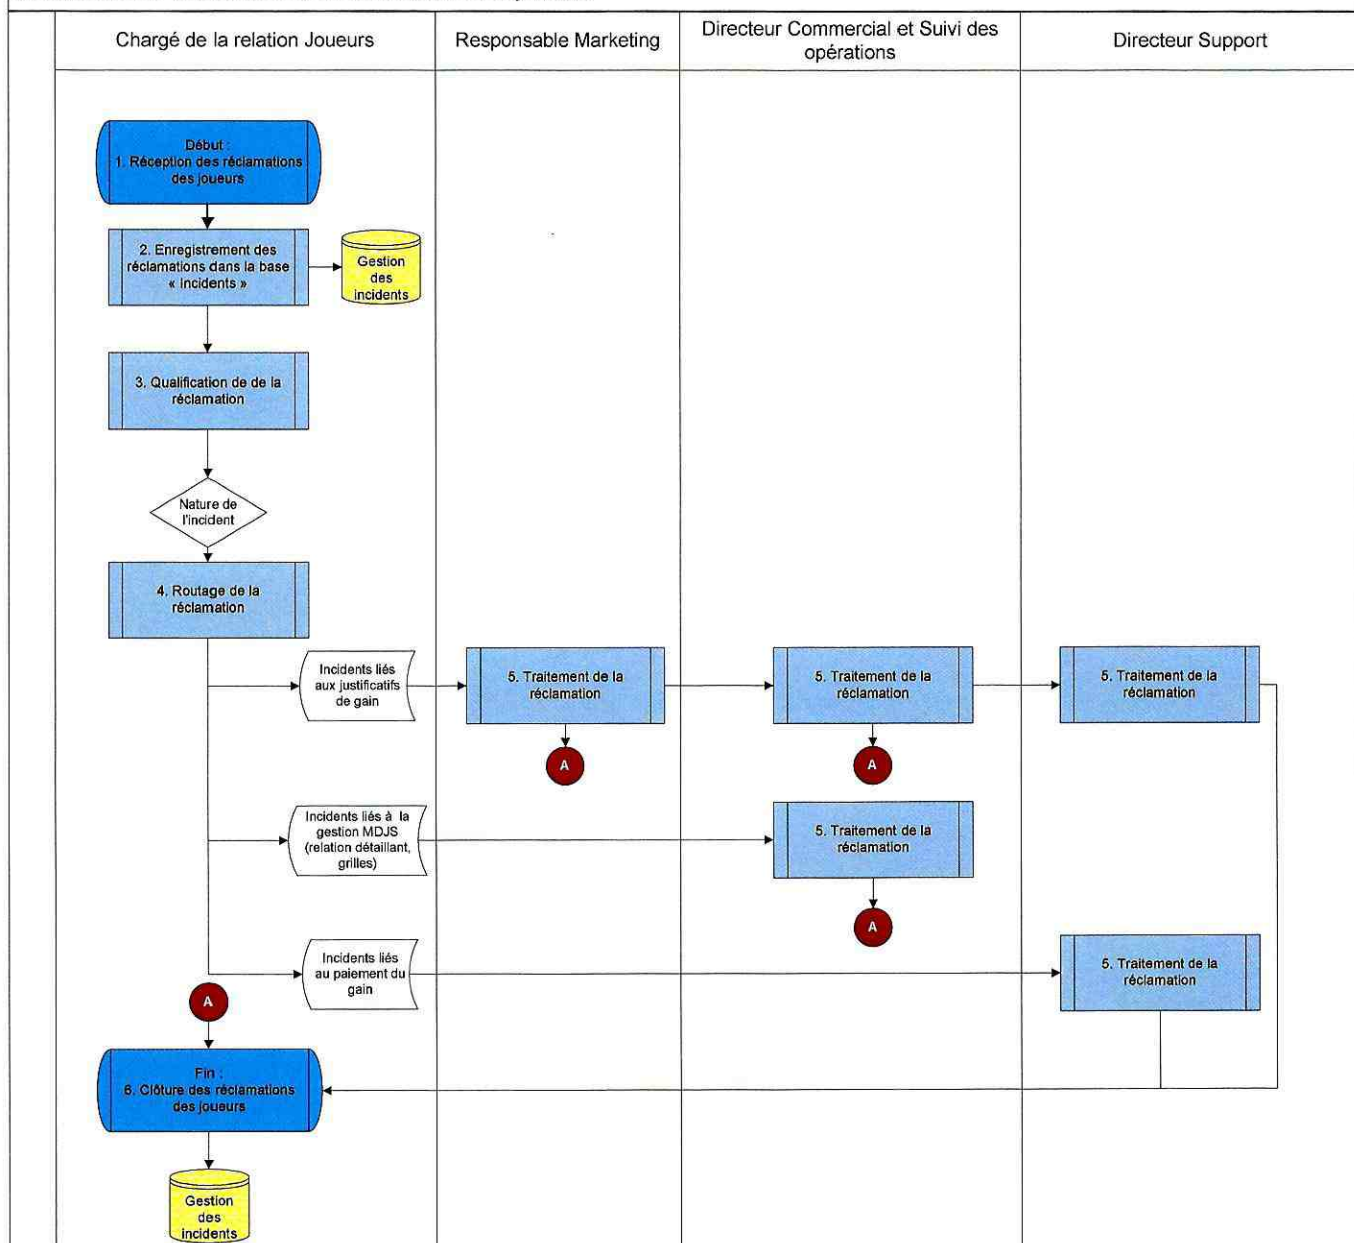 Chargé de la relation Joueurs
Responsable Marketing
Directeur Commercial et Suivi des
opérations
Directeur Support
Début :
1. Réception des réclamations
des joueurs
2. Enregistrement des
réclamations dans la base
« incidents »
Gestion
des
incidents
3. Qualification de de la
réclamation
Nature de
l'incident
4. Routage de la
réclamation
Incidents liés
aux justificatifs
de gain
5. Traitement de la
réclamation
5. Traitement de la
réclamation
5. Traitement de la
réclamation
A
A
Incidents liés à la
gestion MDJS
(relation détaillant,
grilles)
5. Traitement de la
réclamation
A
Incidents liés
au paiement du
gain
5. Traitement de la
réclamation
A
Fin :
6. Clôture des réclamations
des joueurs
Gestion
des
incidents